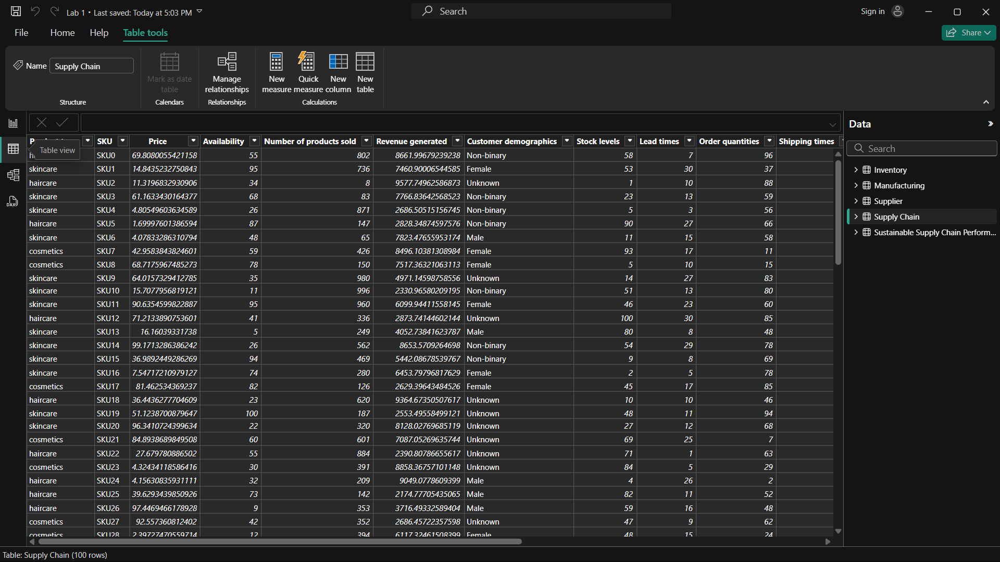 Lab 1 • Last saved: Today at 5:03 PM
Search
Sign in
File Home Help Table tools
Share
Name Supply Chain
Structure
Mark as date table
Calendars
Manage relationships
Relationships
New measure
Quick measure
New column
New table
Calculations
Table view
SKU Price Availability Number of products sold Revenue generated Customer demographics Stock levels Lead times Order quantities Shipping times
SKU0 69.8080055421158 55 802 8661.99679239238 Non-binary 58 7 96
skincare SKU1 14.8435232750843 95 736 7460.90006544585 Female 53 30 37
haircare SKU2 11.3196832930906 34 8 9577.74962586873 Unknown 1 10 88
skincare SKU3 61.1633430164377 68 83 7766.83642568523 Non-binary 23 13 59
skincare SKU4 4.80549603634589 26 871 2686.50515156745 Non-binary 5 3 56
haircare SKU5 1.69997601386594 87 147 2828.34874597576 Non-binary 90 27 66
skincare SKU6 4.07833286310794 48 65 7823.47655953174 Male 11 15 58
cosmetics SKU7 42.9583843824601 59 426 8496.10381308984 Female 93 17 11
cosmetics SKU8 68.7175967485273 78 150 7517.36321063113 Female 5 10 15
skincare SKU9 64.0157329412785 35 980 4971.14598758556 Unknown 14 27 83
skincare SKU10 15.7077956819121 11 996 2330.96580209195 Non-binary 51 13 80
skincare SKU11 90.6354599822887 95 960 6099.94411558145 Female 46 23 60
haircare SKU12 71.2133890753601 41 336 2873.74144602144 Unknown 100 30 85
skincare SKU13 16.16039331738 5 249 4052.73841623787 Male 80 8 48
skincare SKU14 99.1713286386242 26 562 8653.5709264698 Non-binary 54 29 78
skincare SKU15 36.9892449286269 94 469 5442.08678539767 Non-binary 9 8 69
skincare SKU16 7.54717210979127 74 280 6453.79796817629 Female 2 5 78
cosmetics SKU17 81.462534369237 82 126 2629.39643484526 Female 45 17 85
haircare SKU18 36.4436277704609 23 620 9364.67350507617 Unknown 10 10 46
skincare SKU19 51.1238700879647 100 187 2553.49558499121 Unknown 48 11 94
skincare SKU20 96.3410724399634 22 320 8128.02769685119 Unknown 27 12 68
cosmetics SKU21 84.8938689849508 60 601 7087.05269635744 Unknown 69 25 7
haircare SKU22 27.679780886502 55 884 2390.80786655617 Unknown 71 1 63
cosmetics SKU23 4.32434118586416 30 391 8858.36757101148 Unknown 84 5 29
haircare SKU24 4.15630835931111 32 209 9049.0778609399 Male 4 26 2
haircare SKU25 39.6293439850926 73 142 2174.77705435065 Male 82 11 52
haircare SKU26 97.4469466178928 9 353 3716.49332589404 Male 59 16 48
cosmetics SKU27 92.557360812402 42 352 2686.45722357598 Unknown 47 9 62
cosmetics SKU28 2.39727470559714 12 394 6117.32461508399 Female 48 15 24
Data
Search
Inventory
Manufacturing
Supplier
Supply Chain
Sustainable Supply Chain Perform...
DAX
Table: Supply Chain (100 rows)